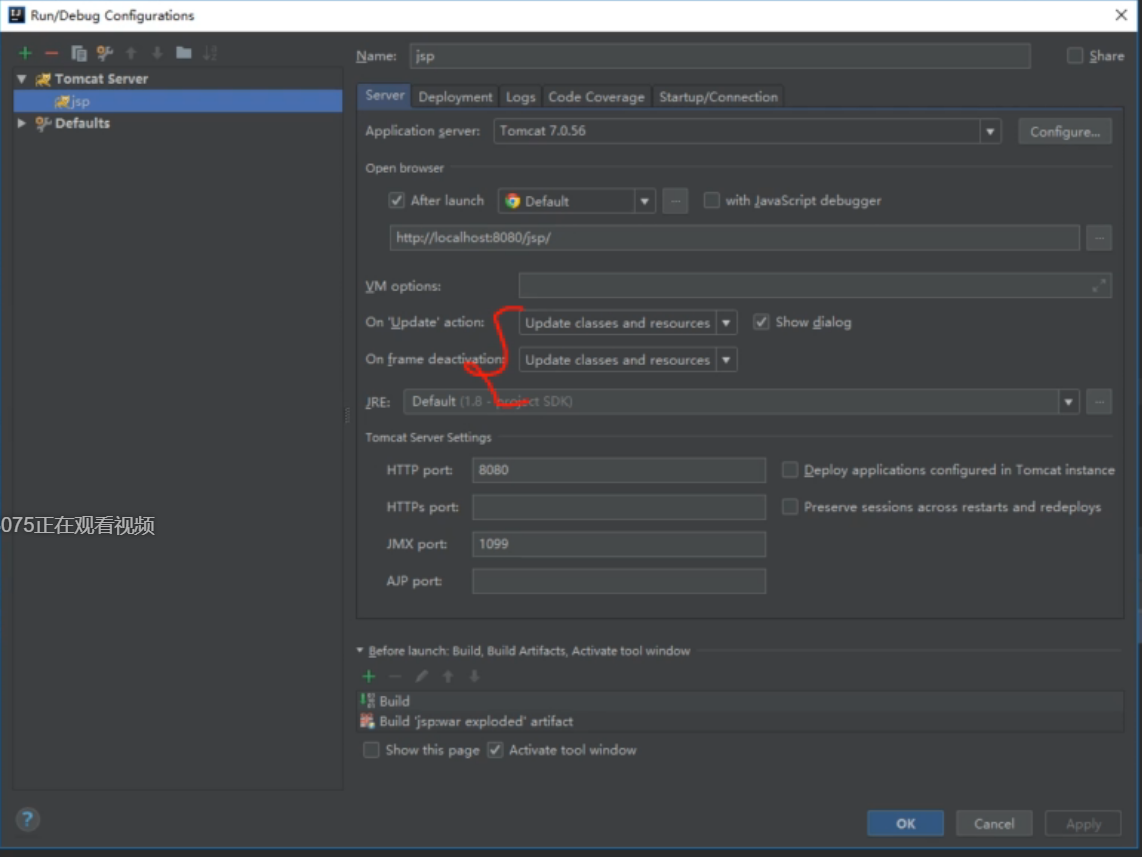 Run/Debug Configurations
Tomcat Server
jsp
Defaults
Name: jsp
Share
Server Deployment Logs Code Coverage Startup/Connection
Application server: Tomcat 7.0.56 Configure...
Open browser
After launch Default ... with JavaScript debugger
http://localhost:8080/jsp/ ...
VM options:
On 'Update' action: Update classes and resources Show dialog
On frame deactivation: Update classes and resources
JRE: Default (1.8 - project SDK) ...
Tomcat Server Settings
HTTP port: 8080 Deploy applications configured in Tomcat instance
HTTPs port: Preserve sessions across restarts and redeploys
JMX port: 1099
AJP port:
075正在观看视频
Before launch: Build, Build Artifacts, Activate tool window
Build
Build 'jsp:war exploded' artifact
Show this page Activate tool window
? OK Cancel Apply